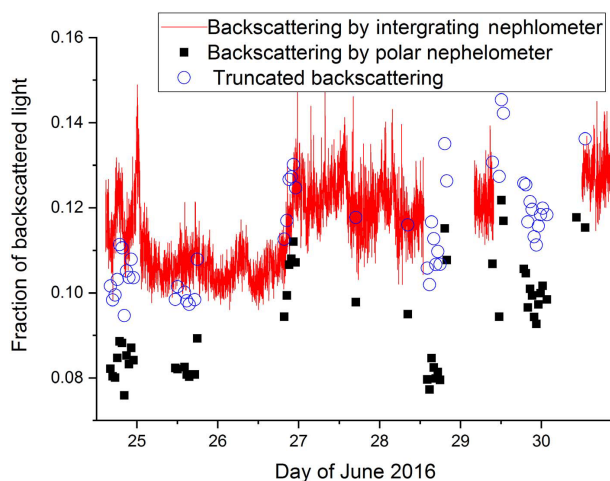 Backscattering by intergrating nephlometer
Backscattering by polar nephelometer
Truncated backscattering
0.16
0.14
0.12
0.10
0.08
Fraction of backscattered light
25 26 27 28 29 30
Day of June 2016